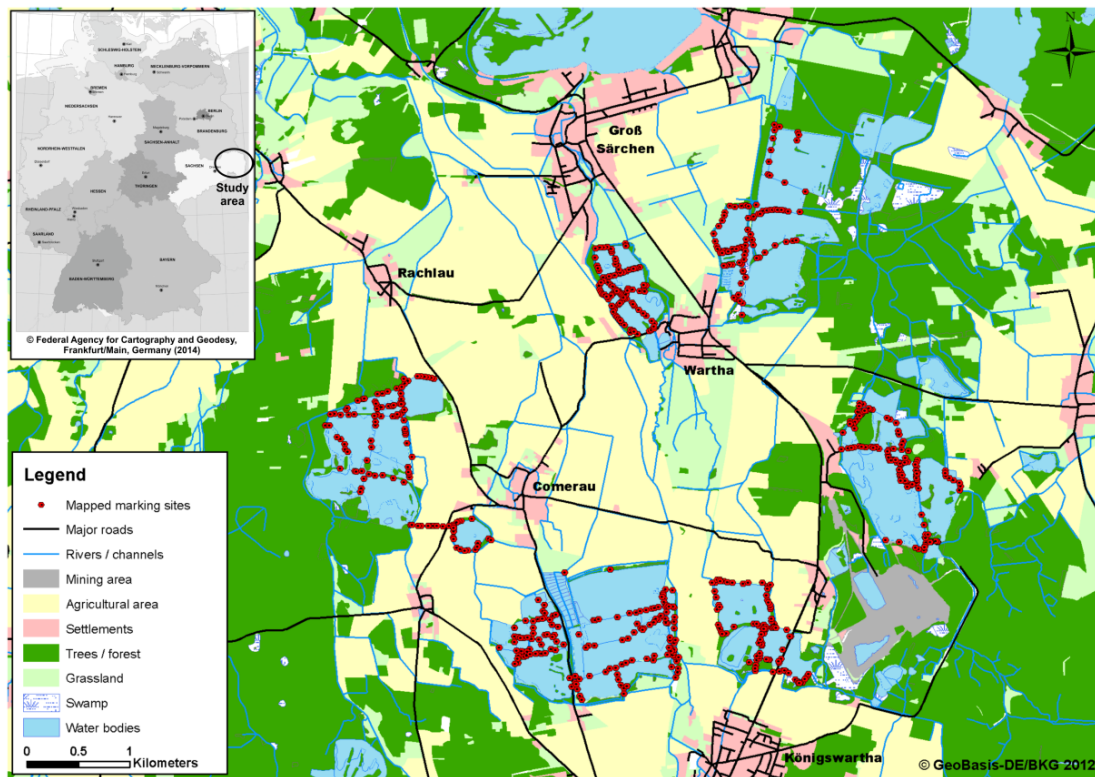 SCHLESWIG-HOLSTEIN
HAMBURG
MECKLENBURG-VORPOMMERN
BREMEN
NIEDERSACHSEN
BERLIN
BRANDENBURG
SACHSEN-ANHALT
NORDRHEIN-WESTFALEN
SACHSEN
HESSEN
THÜRINGEN
RHEINLAND-PFALZ
SAARLAND
BAYERN
BADEN-WÜRTTEMBERG
Study
area
© Federal Agency for Cartography and Geodesy,
Frankfurt/Main, Germany (2014)
N
Groß
Särchen
Rachlau
Wartha
Comerau
Königswartha
Legend
Mapped marking sites
Major roads
Rivers / channels
Mining area
Agricultural area
Settlements
Trees / forest
Grassland
Swamp
Water bodies
0 0.5 1
Kilometers
© GeoBasis-DE/BKG 2012